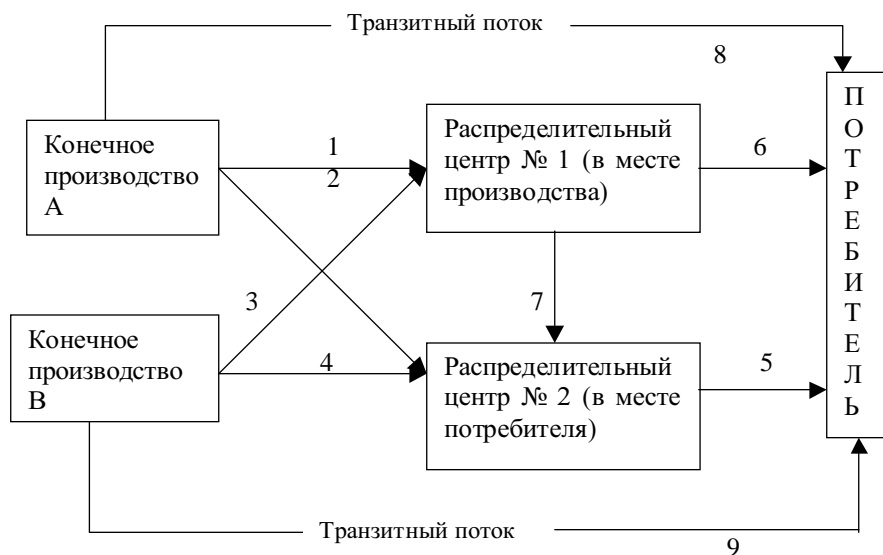 Транзитный поток
8
Конечное
производство
А
1
2
Распределительный
центр № 1 (в месте
производства)
6
П
О
Т
Р
Е
Б
И
Т
Е
Л
Ь
3
7
Конечное
производство
В
4
Распределительный
центр № 2 (в месте
потребителя)
5
Транзитный поток
9